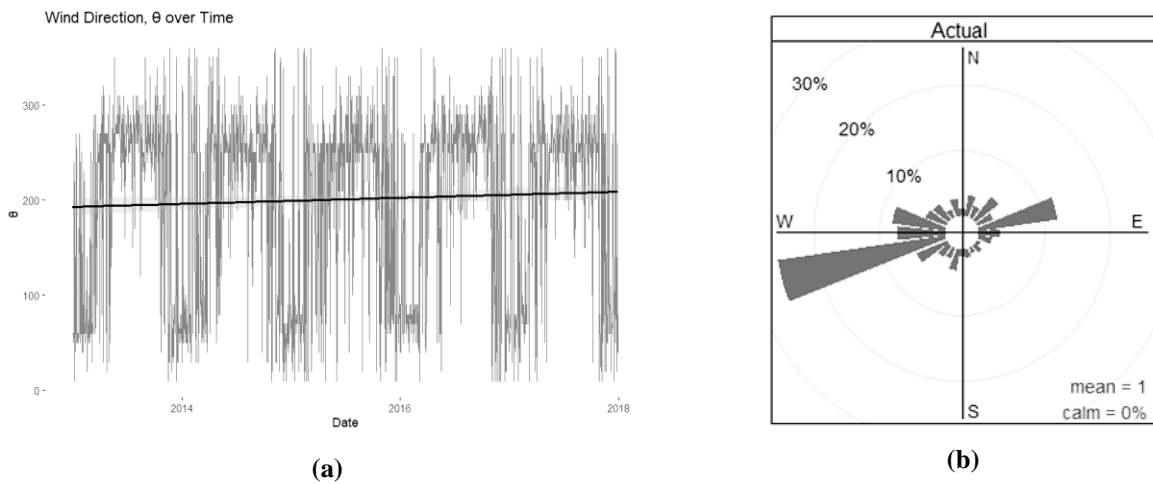 Wind Direction, θ over Time
θ
300
200
100
0
2014
2016
2018
Date
(a)
Actual
N
30%
20%
10%
W
E
S
mean = 1
calm = 0%
(b)